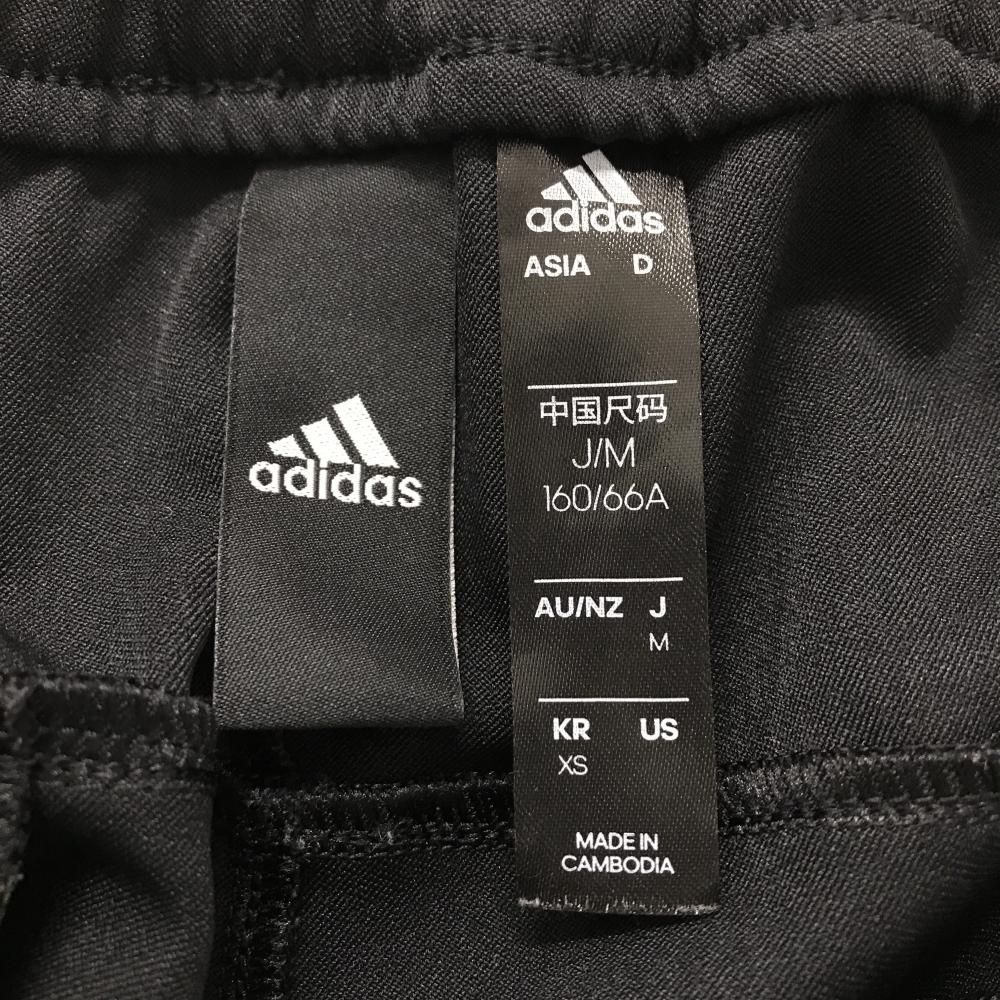 adidas
adidas
ASIA D
中国尺码
J/M
160/66A
AU/NZ J
M
KR US
XS
MADE IN
CAMBODIA